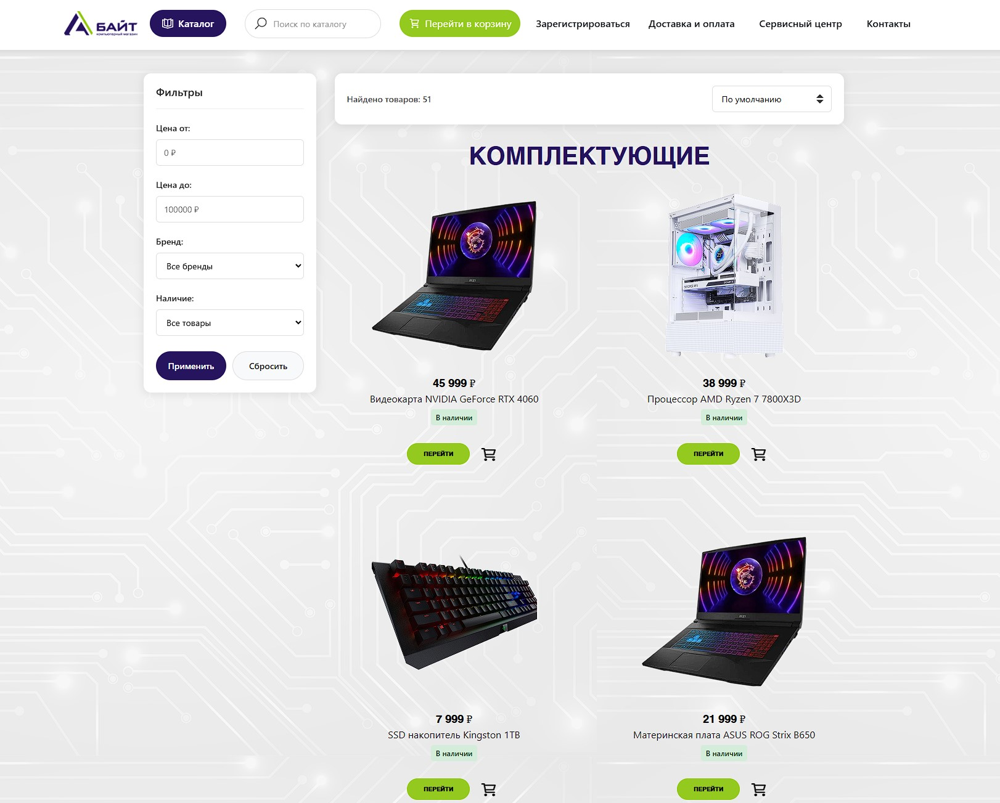 БАЙТ
компьютерный магазин
Каталог
Поиск по каталогу
Перейти в корзину
Зарегистрироваться
Доставка и оплата
Сервисный центр
Контакты
Фильтры
Цена от:
0 ₽
Цена до:
100000 ₽
Бренд:
Все бренды
Наличие:
Все товары
Применить
Сбросить
Найдено товаров: 51
По умолчанию
КОМПЛЕКТУЮЩИЕ
45 999 ₽
Видеокарта NVIDIA GeForce RTX 4060
В наличии
ПЕРЕЙТИ
38 999 ₽
Процессор AMD Ryzen 7 7800X3D
В наличии
ПЕРЕЙТИ
7 999 ₽
SSD накопитель Kingston 1TB
В наличии
ПЕРЕЙТИ
21 999 ₽
Материнская плата ASUS ROG Strix B650
В наличии
ПЕРЕЙТИ